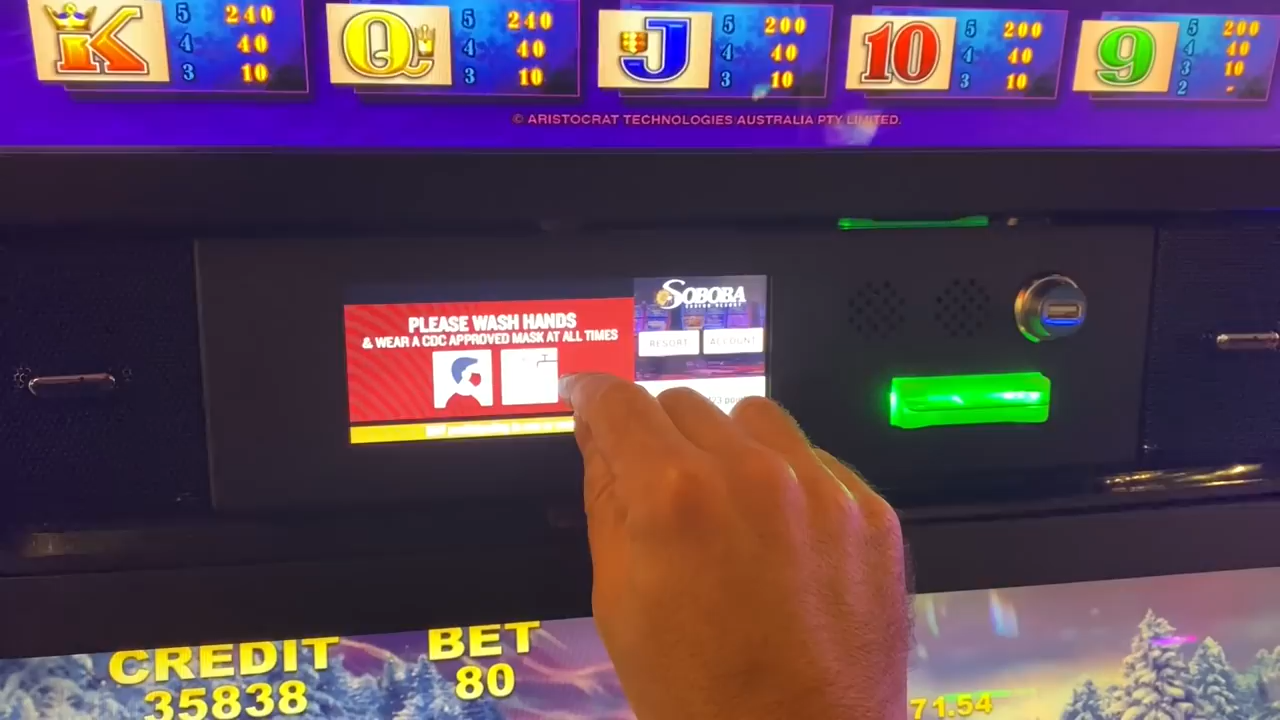 K 5 240
4 40
3 10
Q 5 240
4 40
3 10
J 5 200
4 40
3 10
10 5 200
4 40
3 10
9 5 200
4 40
3 10
2 -
© ARISTOCRAT TECHNOLOGIES AUSTRALIA PTY LIMITED.
PLEASE WASH HANDS
& WEAR A CDC APPROVED MASK AT ALL TIMES
SOBOBA
CASINO RESORT
RESORT ACCOUNT
CREDIT
35838
BET
80
71.54